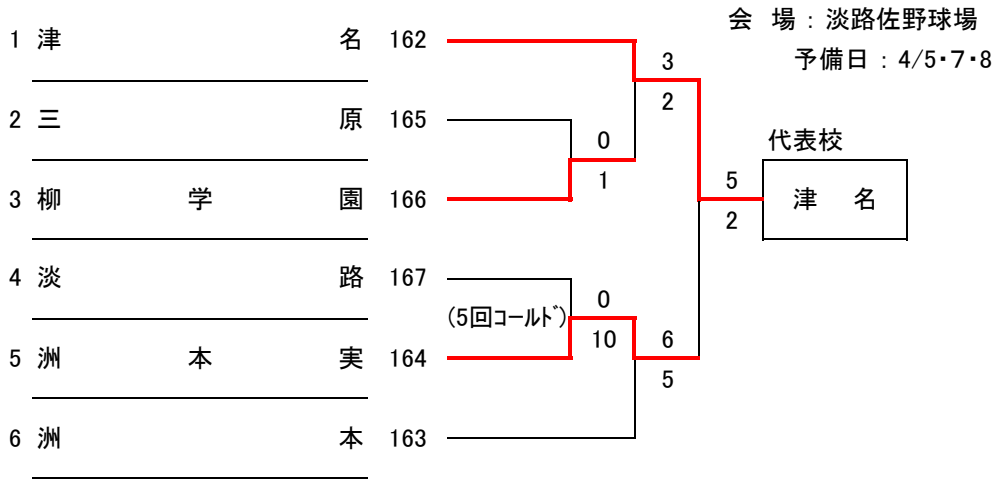 会 場 : 淡路佐野球場
予備日 : 4/5・7・8
1 津 名 162
3
2
2 三 原 165
0
1
代表校
津 名
3 柳 学 園 166
5
2
4 淡 路 167
(5回コールド)
0
10
5 洲 本 実 164
6
5
6 洲 本 163